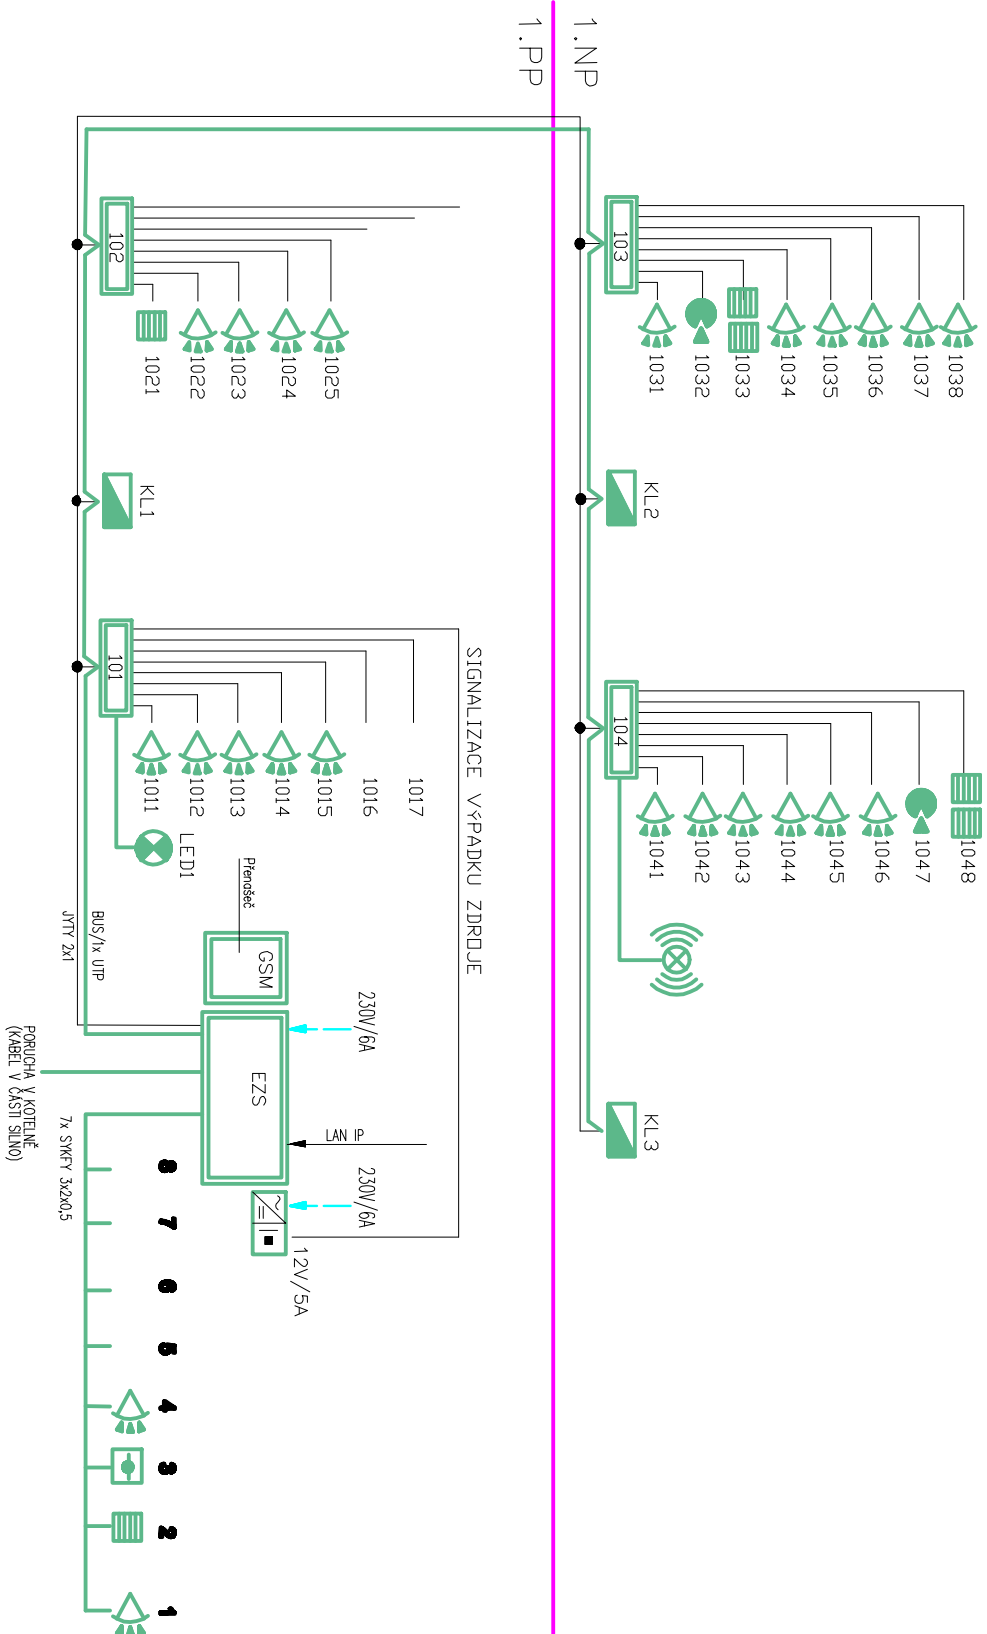 1.NP
1.PP
103
1038
1037
1036
1035
1034
1033
1032
1031
102
1025
1024
1023
1022
1021
KL2
KL1
104
1048
1047
1046
1045
1044
1043
1042
1041
101
1017
1016
1015
1014
1013
1012
1011
SIGNALIZACE VÝPADKU ZDROJE
LED1
Přenašeč
GSM
BUS/1x UTP
JYTY 2x1
230V/6A
EZS
LAN IP
230V/6A
12V/5A
~
=
KL3
PORUCHA V KOTELNĚ
(KABEL V ČÁSTI SILNO)
7x SYKFY 3x2x0,5
8
7
6
5
4
3
2
1